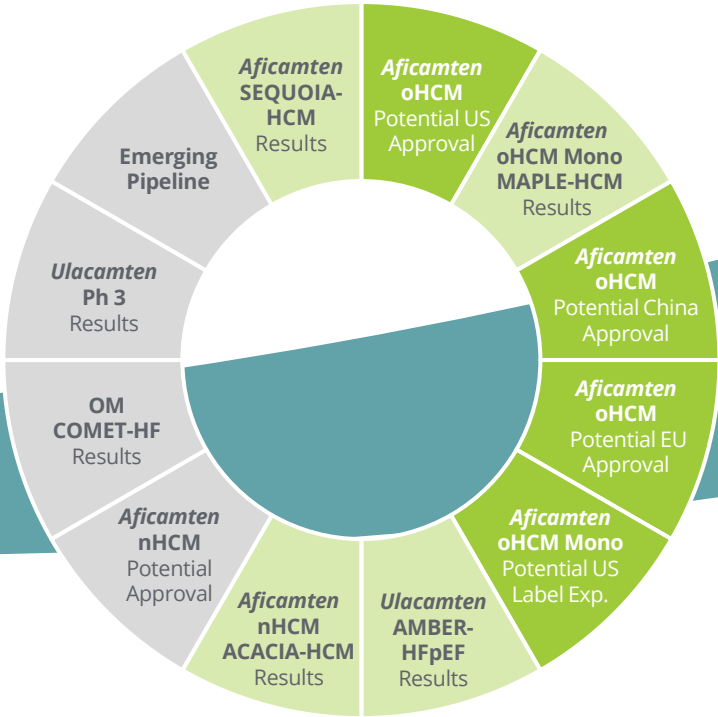 Aficamten
SEQUOIA-
HCM
Results
Aficamten
oHCM
Potential US
Approval
Aficamten
oHCM Mono
MAPLE-HCM
Results
Aficamten
oHCM
Potential China
Approval
Aficamten
oHCM
Potential EU
Approval
Aficamten
oHCM Mono
Potential US
Label Exp.
Ulacamten
AMBER-
HFpEF
Results
Aficamten
nHCM
ACACIA-HCM
Results
Aficamten
nHCM
Potential
Approval
OM
COMET-HF
Results
Ulacamten
Ph 3
Results
Emerging
Pipeline